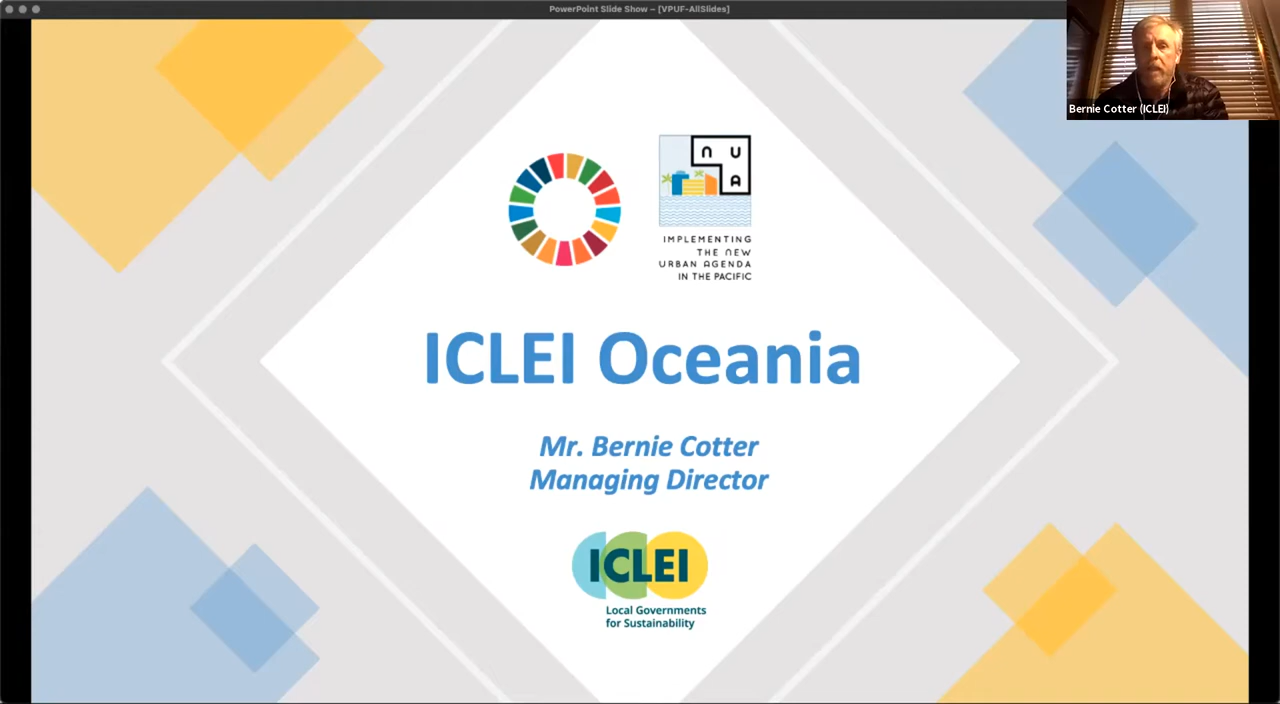 PowerPoint Slide Show – [VPUF-AllSlides]
Bernie Cotter (ICLEI)
NUA
IMPLEMENTING
THE NEW
URBAN AGENDA
IN THE PACIFIC
ICLEI Oceania
Mr. Bernie Cotter
Managing Director
ICLEI
Local Governments
for Sustainability